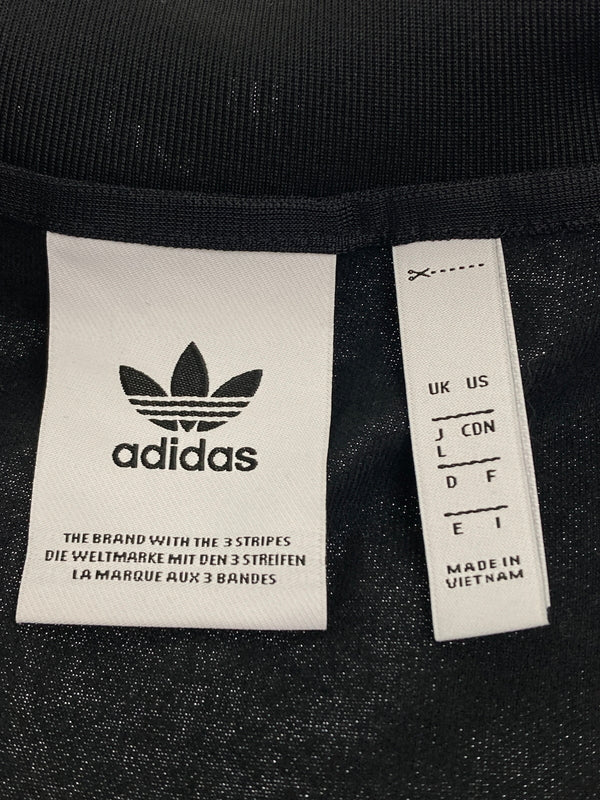 adidas
THE BRAND WITH THE 3 STRIPES
DIE WELTMARKE MIT DEN 3 STREIFEN
LA MARQUE AUX 3 BANDES
UK US
J CDN
L
D F
E I
MADE IN
VIETNAM